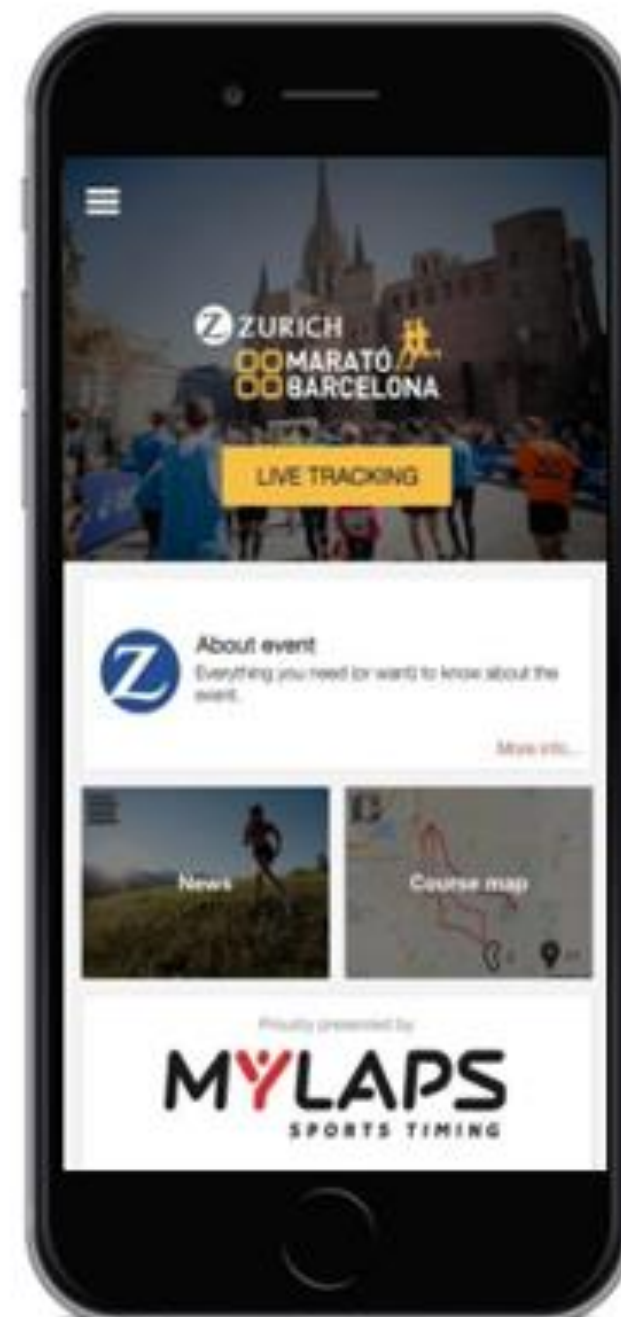 Z ZURICH
MARATÓ
BARCELONA
LIVE TRACKING
Z
About event
Everything you need (or want) to know about the
event.
More info...
News
Course map
Proudly presented by
MYLAPS
SPORTS TIMING